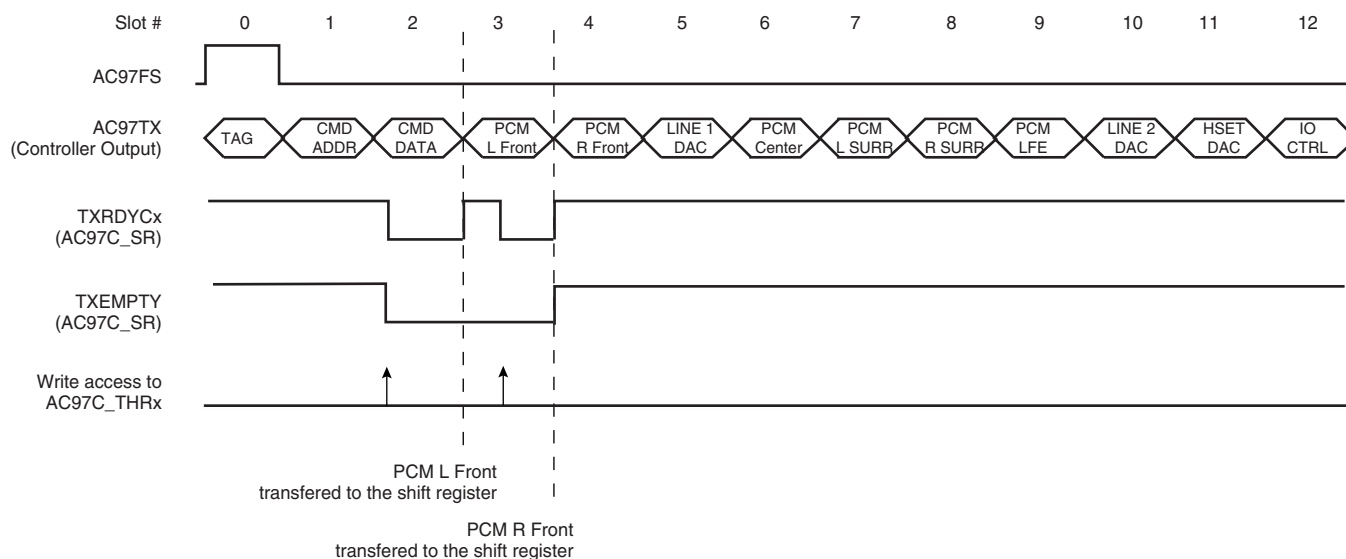 Slot # 0 1 2 3 4 5 6 7 8 9 10 11 12
AC97FS
AC97TX
(Controller Output)
TAG
CMD
ADDR
CMD
DATA
PCM
L Front
PCM
R Front
LINE 1
DAC
PCM
Center
PCM
L SURR
PCM
R SURR
PCM
LFE
LINE 2
DAC
HSET
DAC
IO
CTRL
TXRDYCx
(AC97C_SR)
TXEMPTY
(AC97C_SR)
Write access to
AC97C_THRx
PCM L Front
transfered to the shift register
PCM R Front
transfered to the shift register